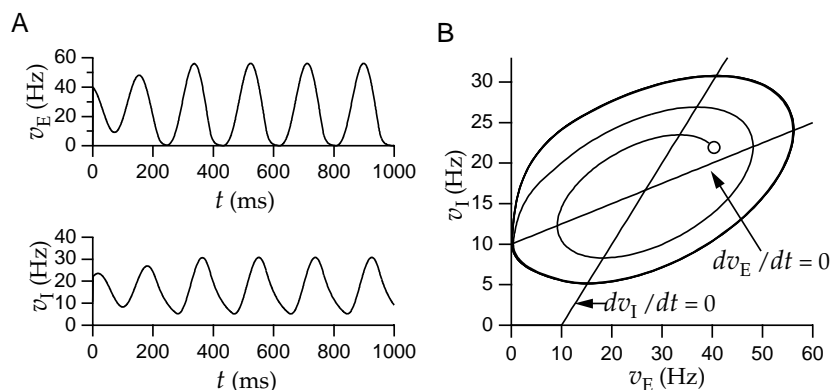 A
60
40
20
0
v_E (Hz)
0 200 400 600 800 1000
t (ms)
40
30
20
10
0
v_I (Hz)
0 200 400 600 800 1000
t (ms)
B
30
25
20
15
10
5
0
v_I (Hz)
dv_E /dt = 0
dv_I /dt = 0
0 10 20 30 40 50 60
v_E (Hz)